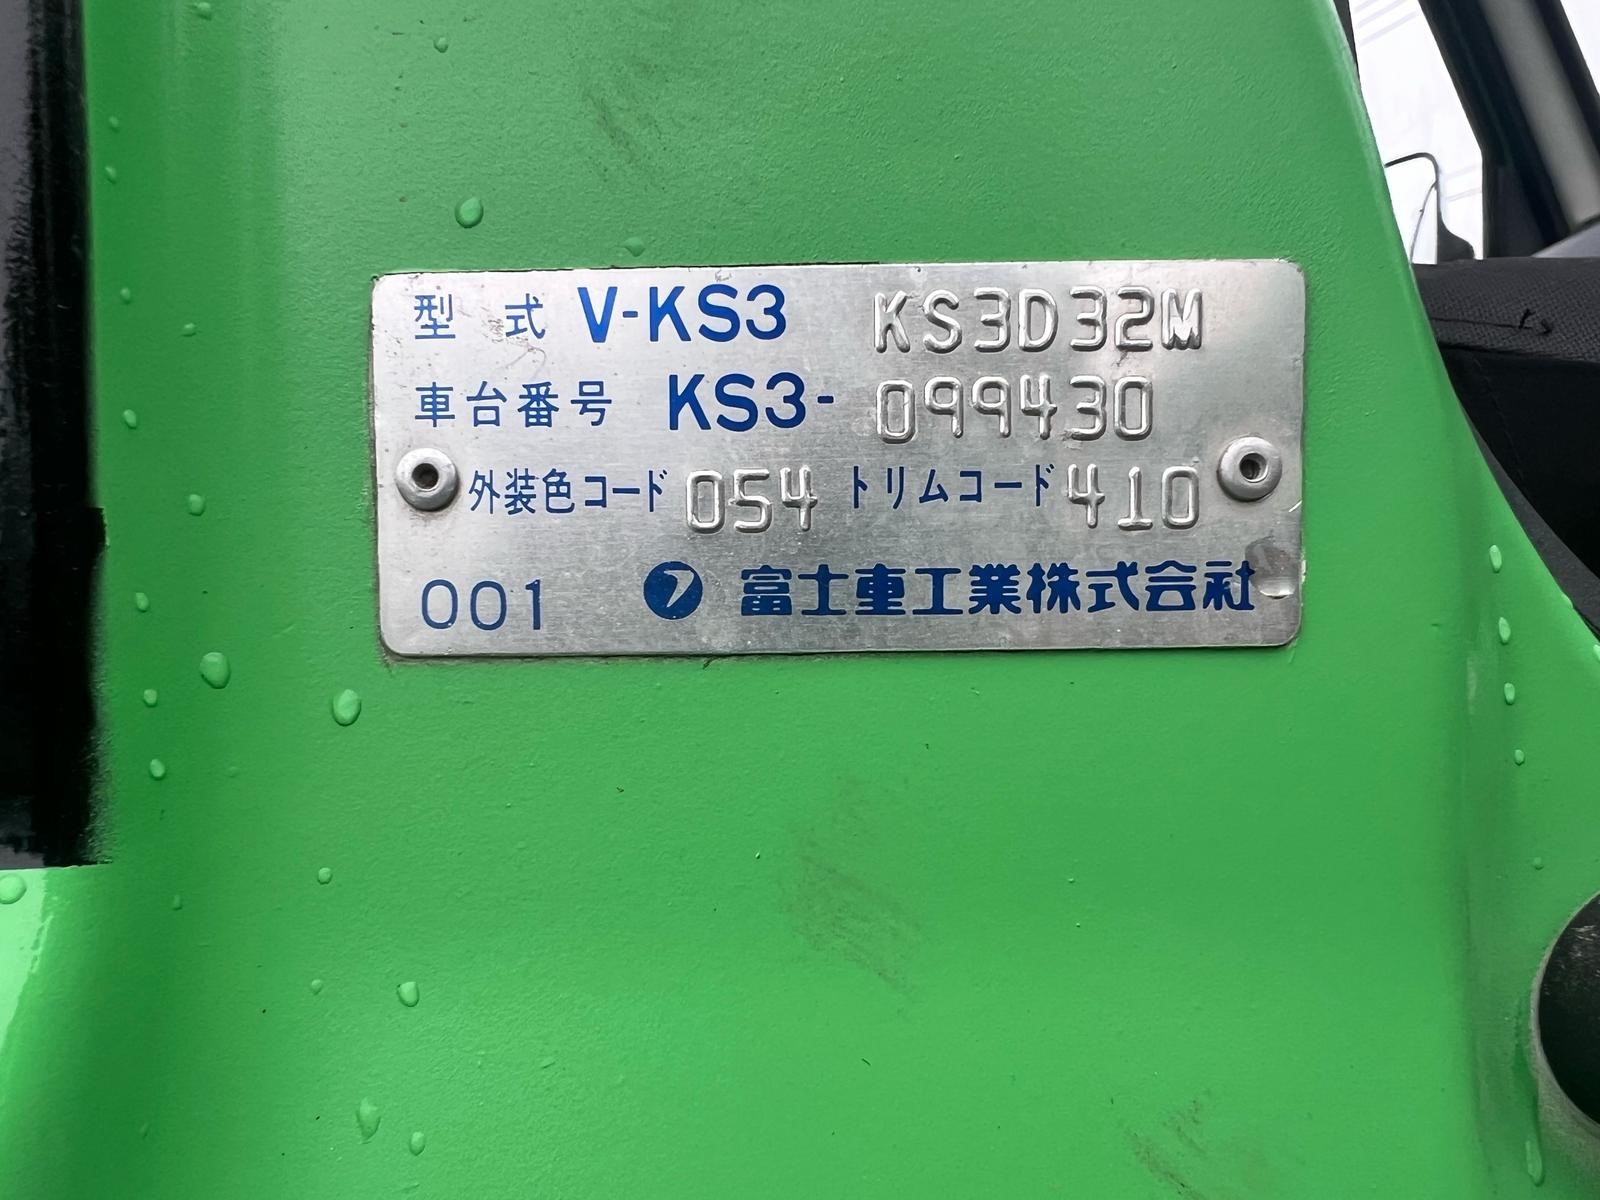 型 式 V-KS3 KS3D32M
車台番号 KS3- 099430
外装色コード 054 トリムコード 410
001 富士重工業株式会社